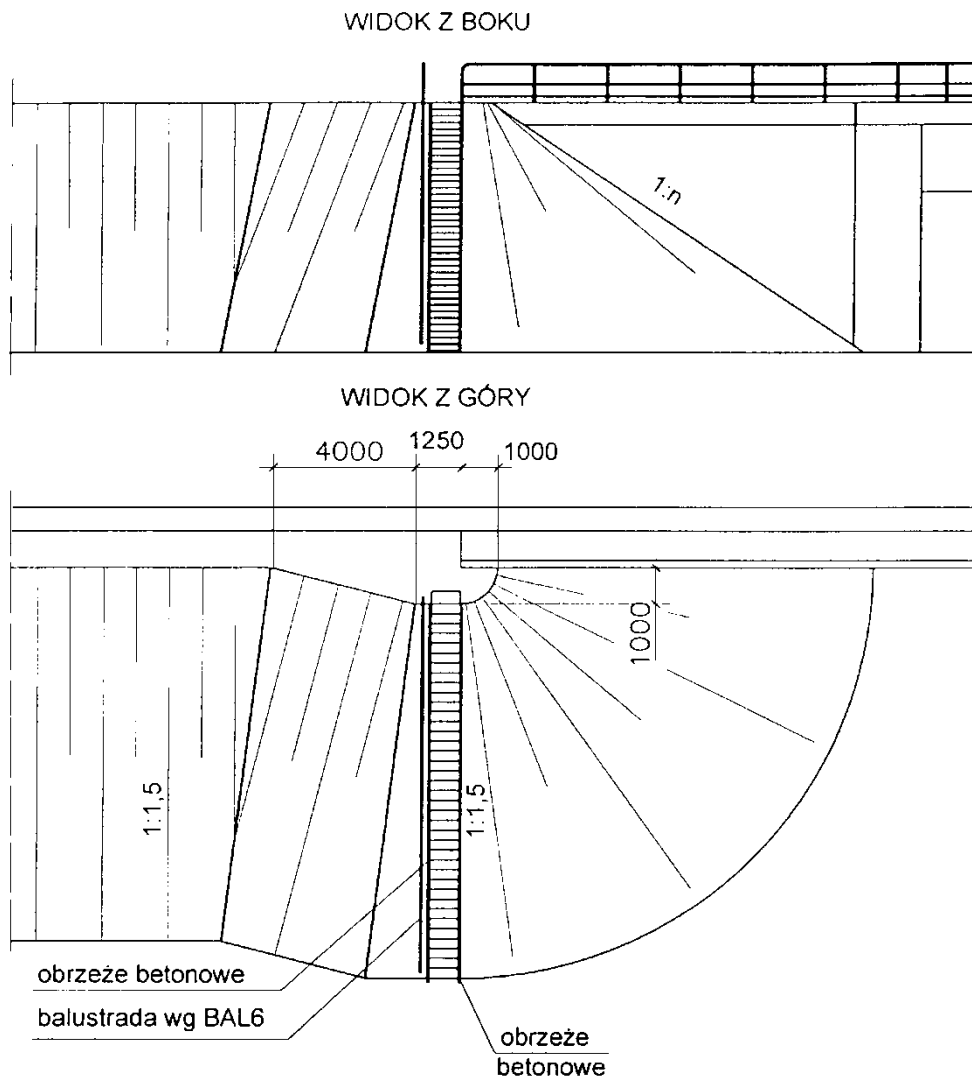 WIDOK Z BOKU
1:n
WIDOK Z GÓRY
4000
1250
1000
1000
1:1,5
1:1,5
obrzeże betonowe
balustrada wg BAL6
obrzeże
betonowe